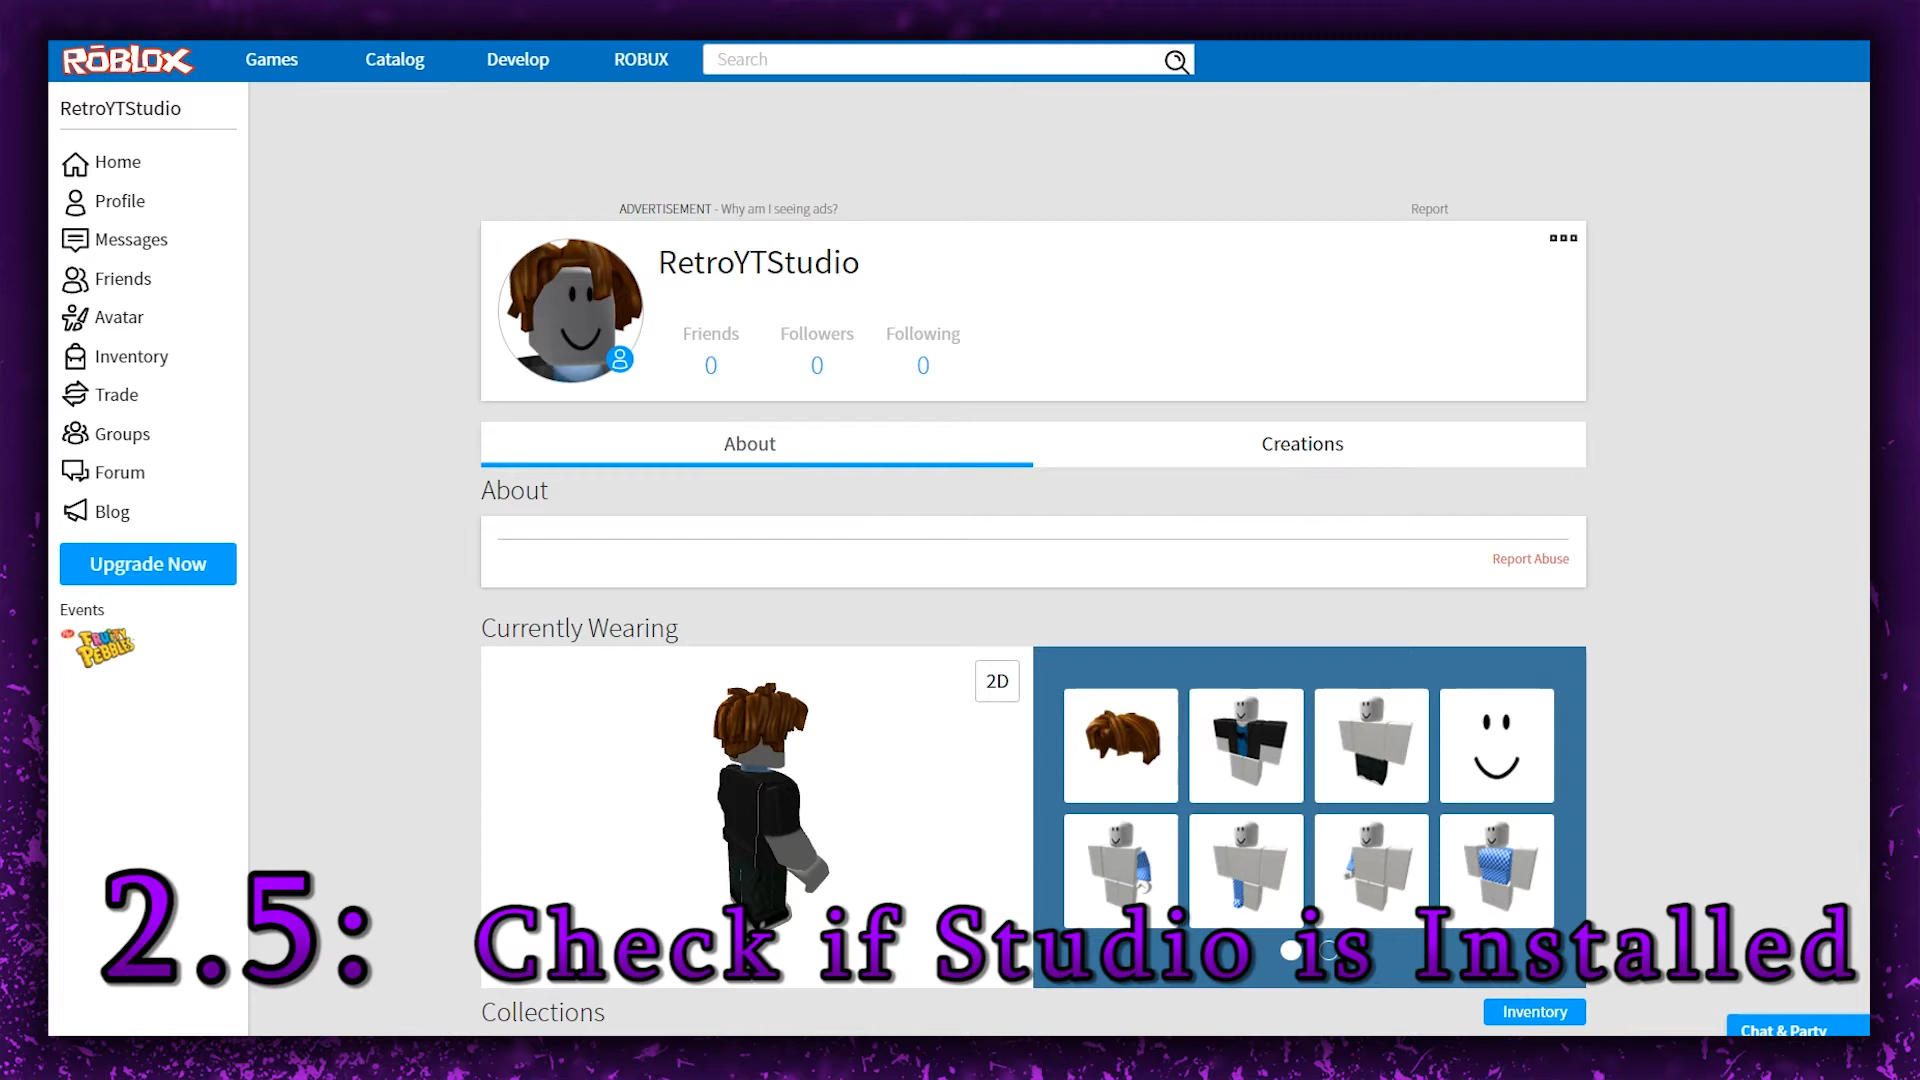 ROBLOX
Games
Catalog
Develop
ROBUX
Search
RetroYTStudio
Home
Profile
Messages
Friends
Avatar
Inventory
Trade
Groups
Forum
Blog
Upgrade Now
Events
FRUITY
PEBBLES
ADVERTISEMENT - Why am I seeing ads?
Report
RetroYTStudio
Friends
Followers
Following
0
0
0
About
Creations
About
Report Abuse
Currently Wearing
2D
2.5: Check if Studio is Installed
Collections
Inventory
Chat & Party